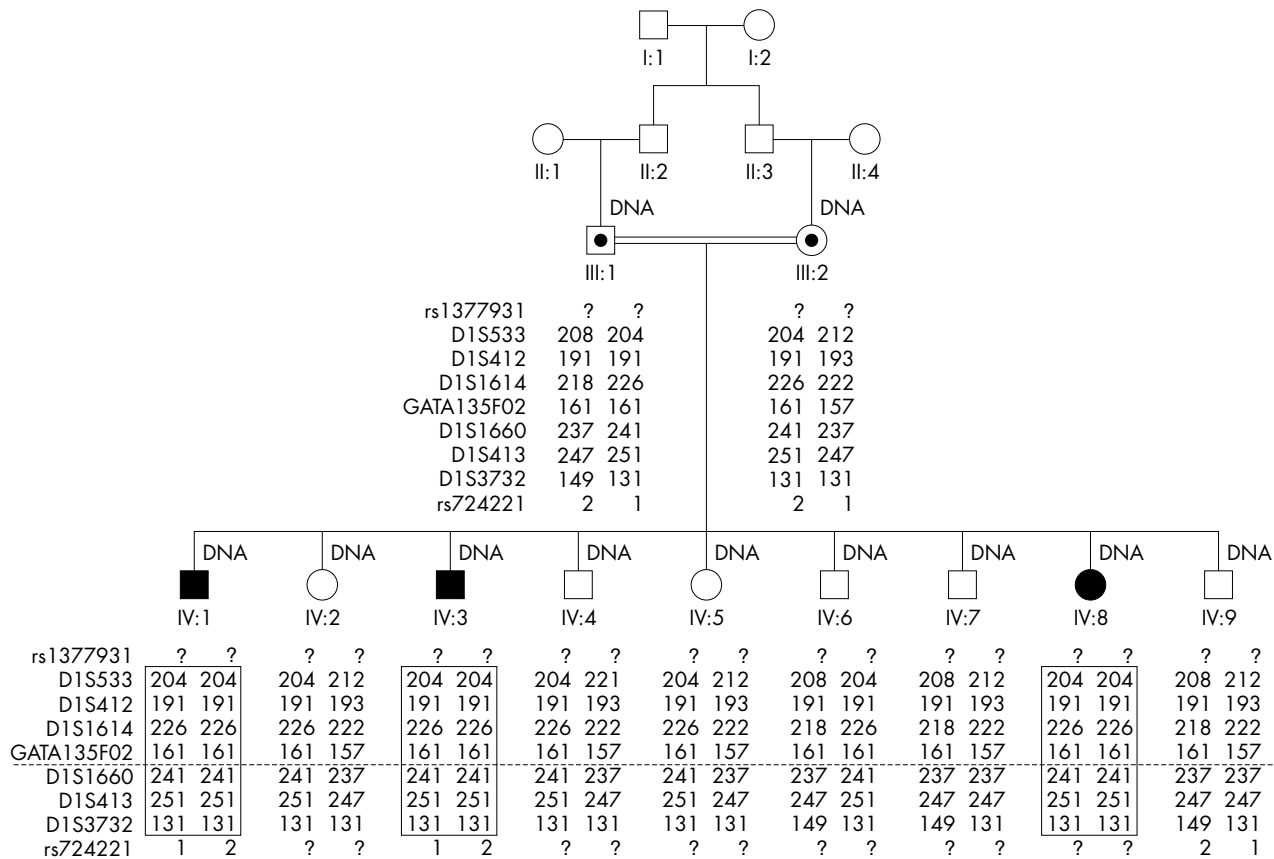 I:1 I:2
II:1 II:2 II:3 II:4
DNA DNA
III:1 III:2
rs1377931 ? ? ? ?
D1S533 208 204 204 212
D1S412 191 191 191 193
D1S1614 218 226 226 222
GATA135F02 161 161 161 157
D1S1660 237 241 241 237
D1S413 247 251 251 247
D1S3732 149 131 131 131
rs724221 2 1 2 1
DNA DNA DNA DNA DNA DNA DNA DNA DNA
IV:1 IV:2 IV:3 IV:4 IV:5 IV:6 IV:7 IV:8 IV:9
rs1377931 ? ? ? ? ? ? ? ? ? ? ? ? ? ? ? ? ? ?
D1S533 204 204 204 212 204 204 204 221 204 212 208 204 208 212 204 204 208 212
D1S412 191 191 191 193 191 191 191 193 191 193 191 191 191 193 191 191 191 193
D1S1614 226 226 226 222 226 226 226 222 226 222 218 226 218 222 226 226 218 222
GATA135F02 161 161 161 157 161 161 161 157 161 157 161 161 161 157 161 161 161 157
D1S1660 241 241 241 237 241 241 241 237 241 237 237 241 237 237 241 241 237 237
D1S413 251 251 251 247 251 251 251 247 251 247 247 251 247 247 251 251 247 247
D1S3732 131 131 131 131 131 131 131 131 131 131 149 131 149 131 131 131 149 131
rs724221 1 2 ? ? 1 2 ? ? ? ? ? ? ? ? ? ? 2 1